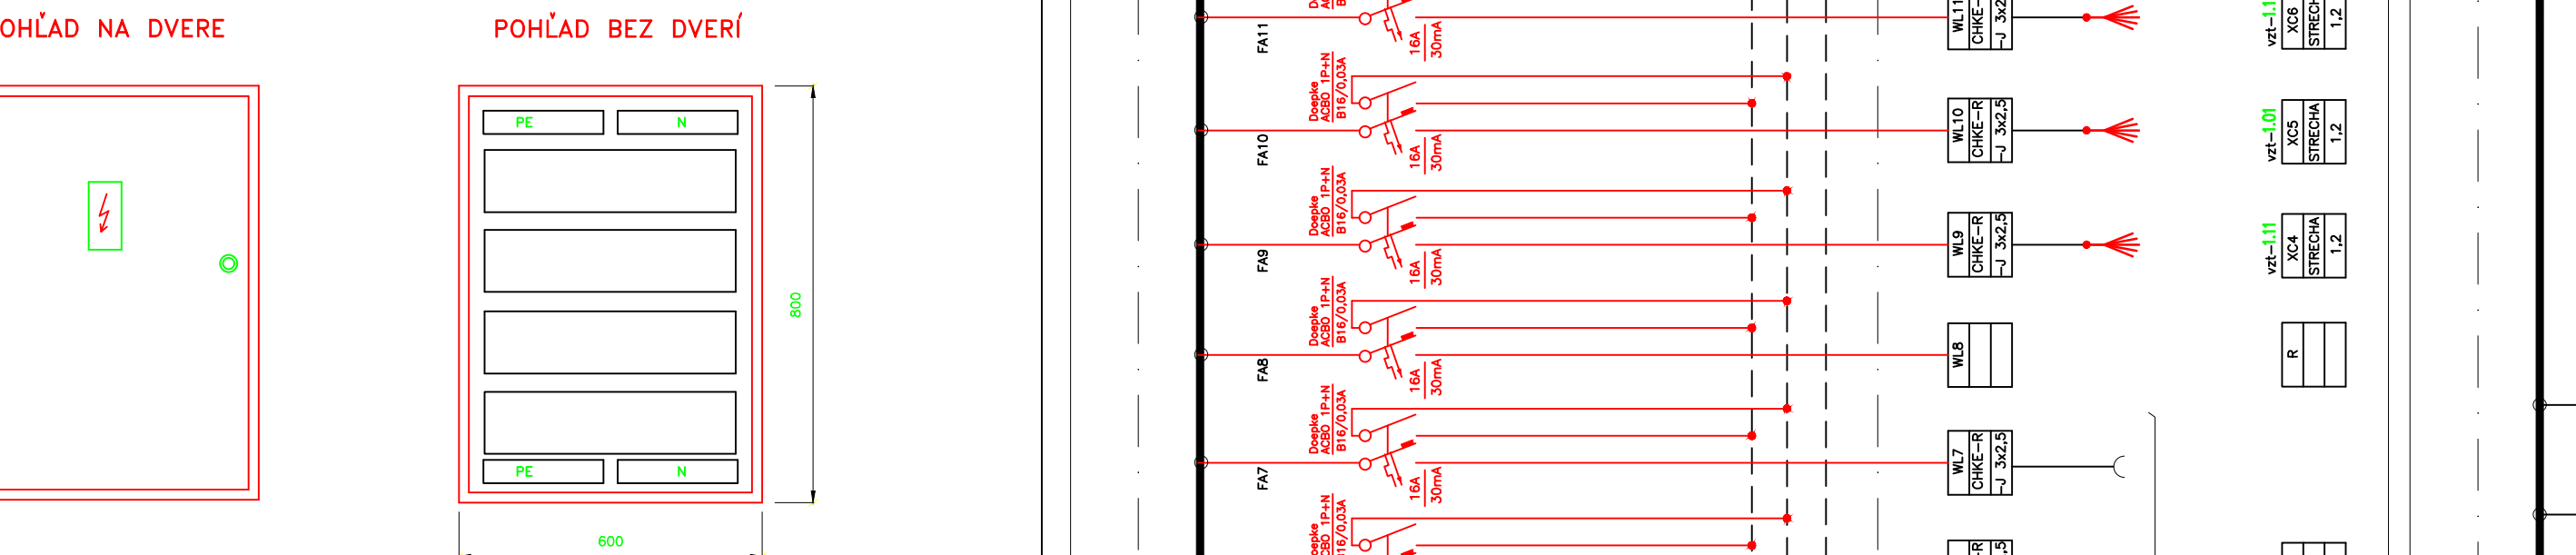 OHĽAD NA DVERE
POHĽAD BEZ DVERÍ
PE
N
PE
N
800
600
FA11
16A
30mA
WL11
CHKE-R
XC6
STRECHA
1,2
Doepke
ACBO 1P+N
B16/0,03A
FA10
16A
30mA
WL10
CHKE-R
-J 3x2,5
vzt-1.01
XC5
STRECHA
1,2
Doepke
ACBO 1P+N
B16/0,03A
FA9
16A
30mA
WL9
CHKE-R
-J 3x2,5
vzt-1.11
XC4
STRECHA
1,2
Doepke
ACBO 1P+N
B16/0,03A
FA8
16A
30mA
WL8
R
Doepke
ACBO 1P+N
B16/0,03A
FA7
16A
30mA
WL7
CHKE-R
-J 3x2,5